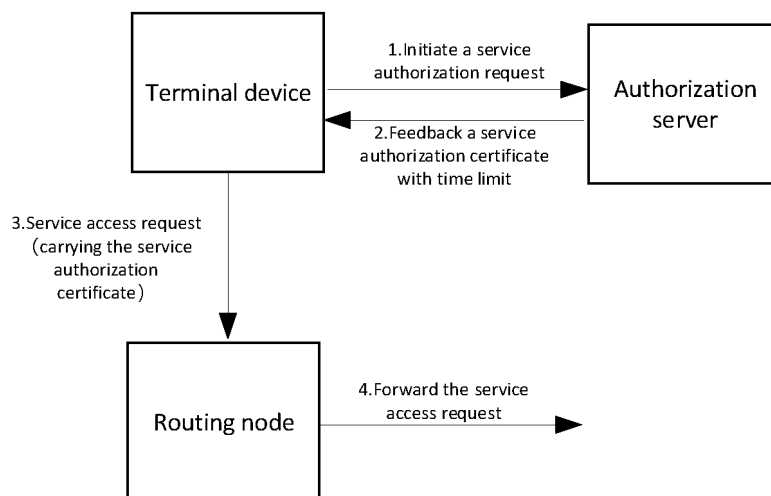 Terminal device
1.Initiate a service
authorization request
Authorization
server
2.Feedback a service
authorization certificate
with time limit
3.Service access request
（carrying the service
authorization
certificate）
Routing node
4.Forward the service
access request